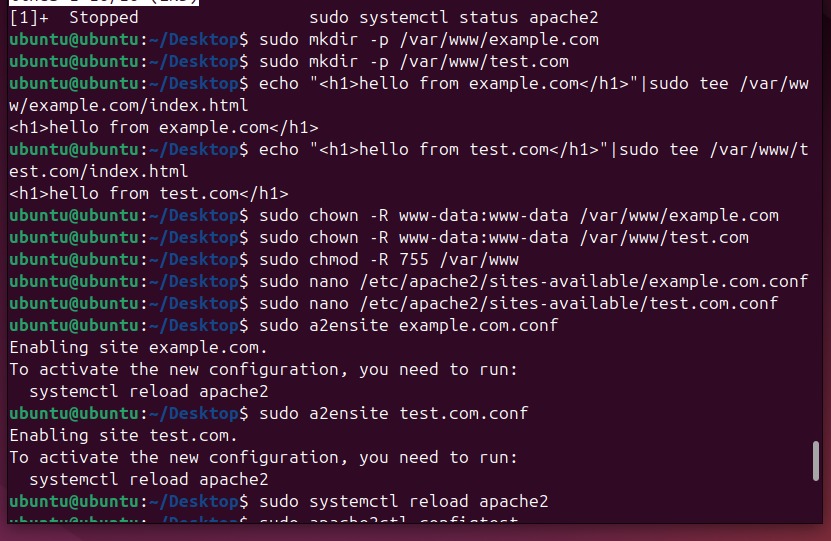 [1]+  Stopped                 sudo systemctl status apache2
ubuntu@ubuntu:~/Desktop$ sudo mkdir -p /var/www/example.com
ubuntu@ubuntu:~/Desktop$ sudo mkdir -p /var/www/test.com
ubuntu@ubuntu:~/Desktop$ echo "<h1>hello from example.com</h1>"|sudo tee /var/ww
w/example.com/index.html
<h1>hello from example.com</h1>
ubuntu@ubuntu:~/Desktop$ echo "<h1>hello from test.com</h1>"|sudo tee /var/www/t
est.com/index.html
<h1>hello from test.com</h1>
ubuntu@ubuntu:~/Desktop$ sudo chown -R www-data:www-data /var/www/example.com
ubuntu@ubuntu:~/Desktop$ sudo chown -R www-data:www-data /var/www/test.com
ubuntu@ubuntu:~/Desktop$ sudo chmod -R 755 /var/www
ubuntu@ubuntu:~/Desktop$ sudo nano /etc/apache2/sites-available/example.com.conf
ubuntu@ubuntu:~/Desktop$ sudo nano /etc/apache2/sites-available/test.com.conf
ubuntu@ubuntu:~/Desktop$ sudo a2ensite example.com.conf
Enabling site example.com.
To activate the new configuration, you need to run:
  systemctl reload apache2
ubuntu@ubuntu:~/Desktop$ sudo a2ensite test.com.conf
Enabling site test.com.
To activate the new configuration, you need to run:
  systemctl reload apache2
ubuntu@ubuntu:~/Desktop$ sudo systemctl reload apache2
ubuntu@ubuntu:~/Desktop$ sudo apache2ctl configtest